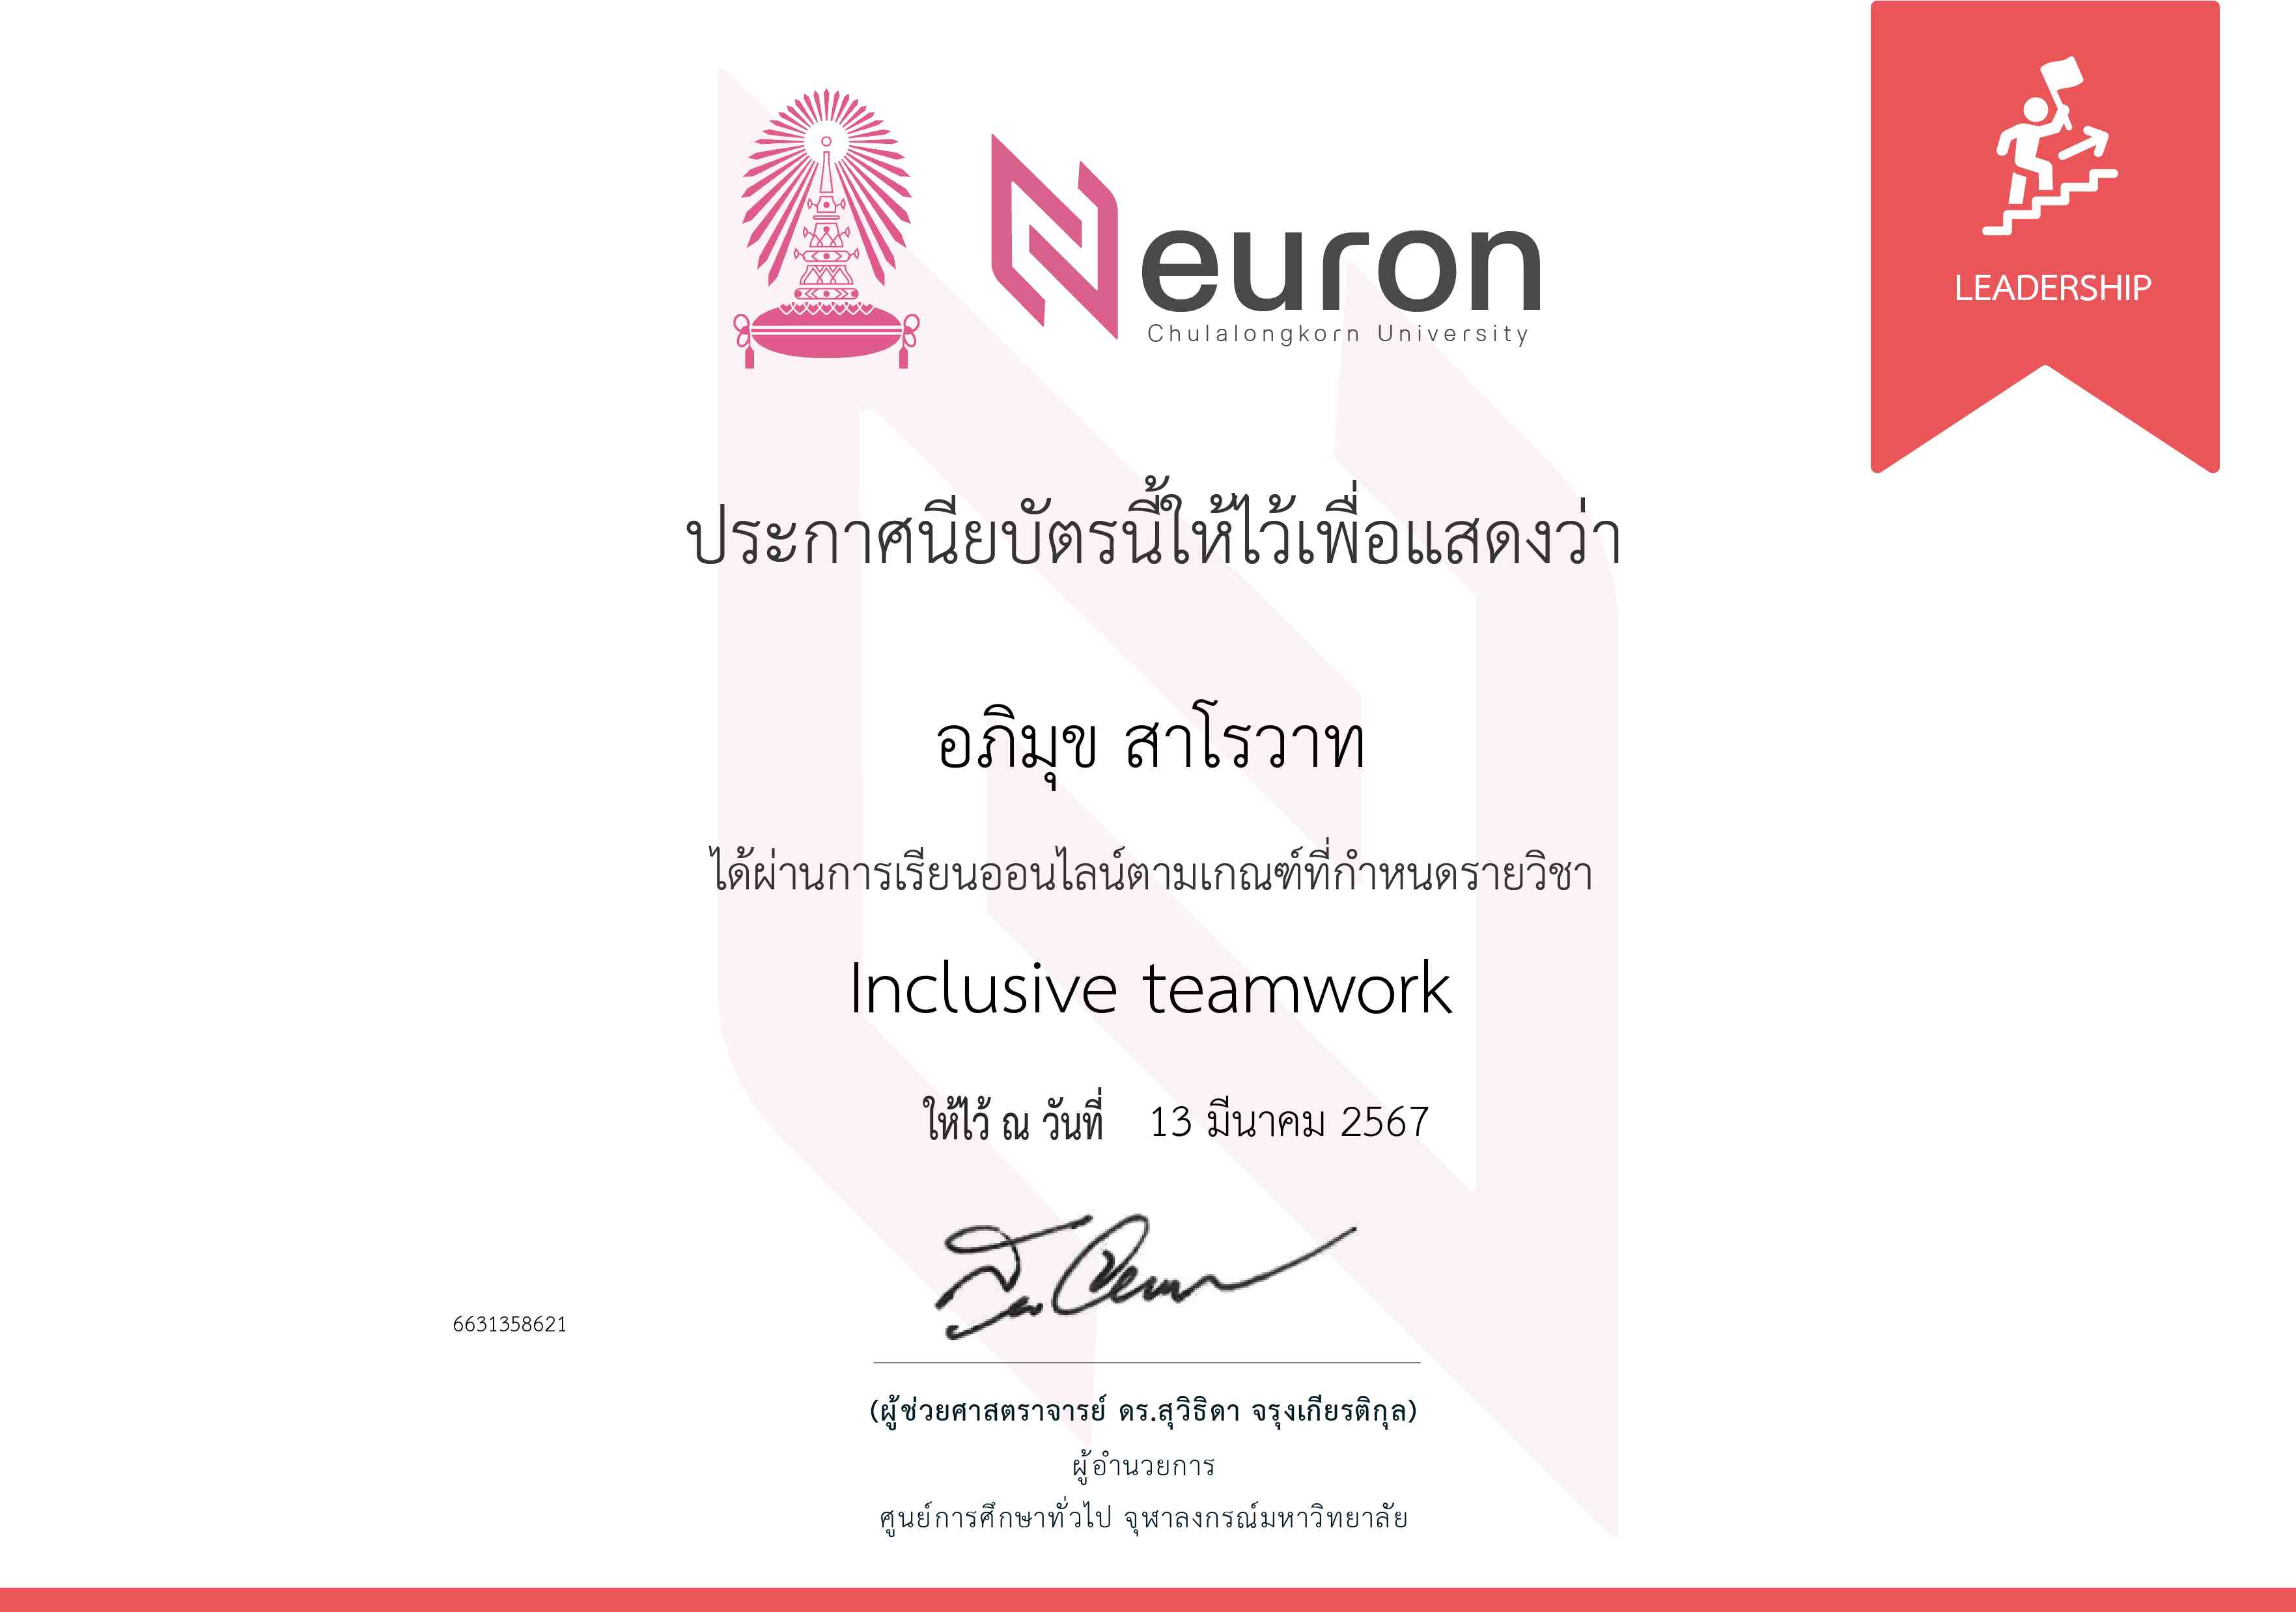 Neuron
Chulalongkorn University
LEADERSHIP
ประกาศนียบัตรนี้ให้ไว้เพื่อแสดงว่า
อภิมุข สาโรวาท
ได้ผ่านการเรียนออนไลน์ตามเกณฑ์ที่กำหนดรายวิชา
Inclusive teamwork
ให้ไว้ ณ วันที่ 13 มีนาคม 2567
6631358621
(ผู้ช่วยศาสตราจารย์ ดร.สุวิธิดา จรุงเกียรติกุล)
ผู้อำนวยการ
ศูนย์การศึกษาทั่วไป จุฬาลงกรณ์มหาวิทยาลัย